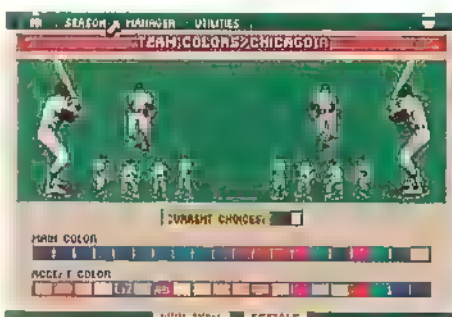 SEASON MANAGER UTILITIES
TEAM COLORS/CHICAGO
CURRENT CHOICES:
MAIN COLOR
ACCENT COLOR